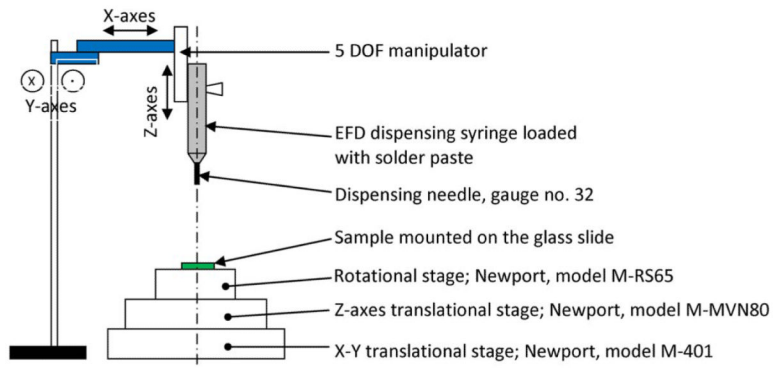 X-axes
5 DOF manipulator
x
Y-axes
Z-axes
EFD dispensing syringe loaded
with solder paste
Dispensing needle, gauge no. 32
Sample mounted on the glass slide
Rotational stage; Newport, model M-RS65
Z-axes translational stage; Newport, model M-MVN80
X-Y translational stage; Newport, model M-401